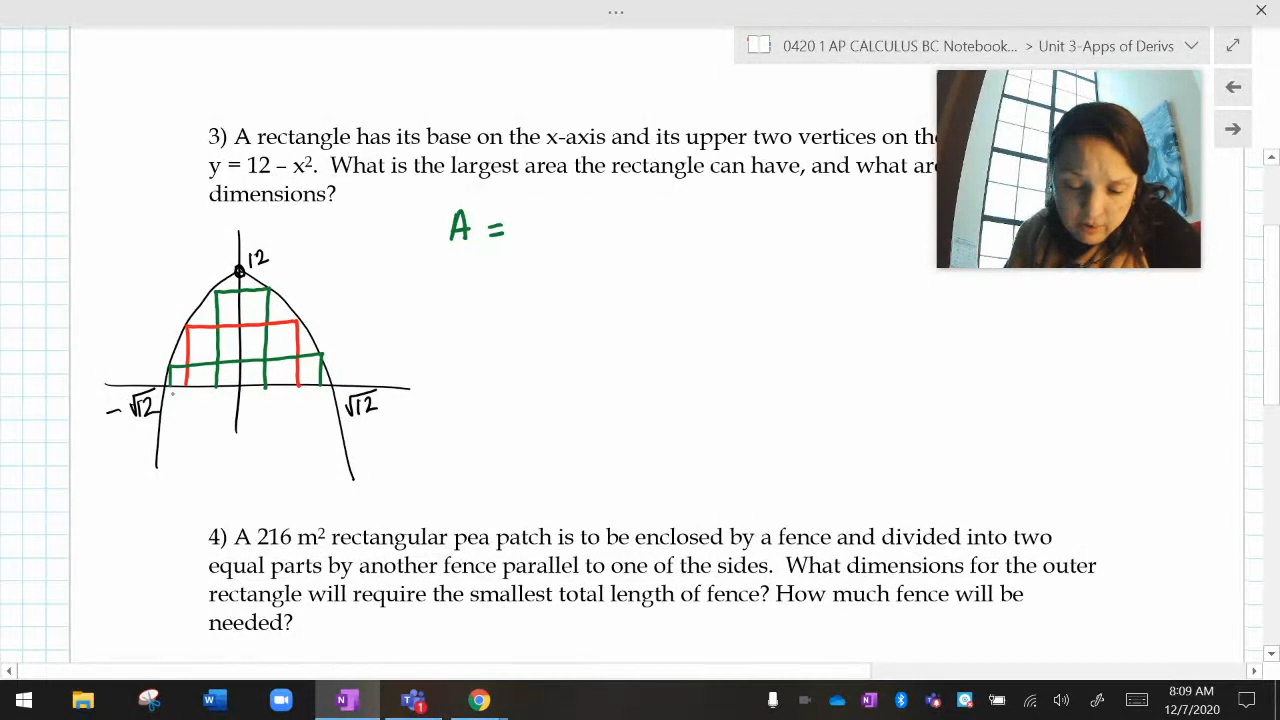 0420 1 AP CALCULUS BC Notebook... > Unit 3-Apps of Derivs
3) A rectangle has its base on the x-axis and its upper two vertices on the
y = 12 – x². What is the largest area the rectangle can have, and what are
dimensions?
A =
12
– √12
√12
4) A 216 m² rectangular pea patch is to be enclosed by a fence and divided into two
equal parts by another fence parallel to one of the sides. What dimensions for the outer
rectangle will require the smallest total length of fence? How much fence will be
needed?
8:09 AM
12/7/2020